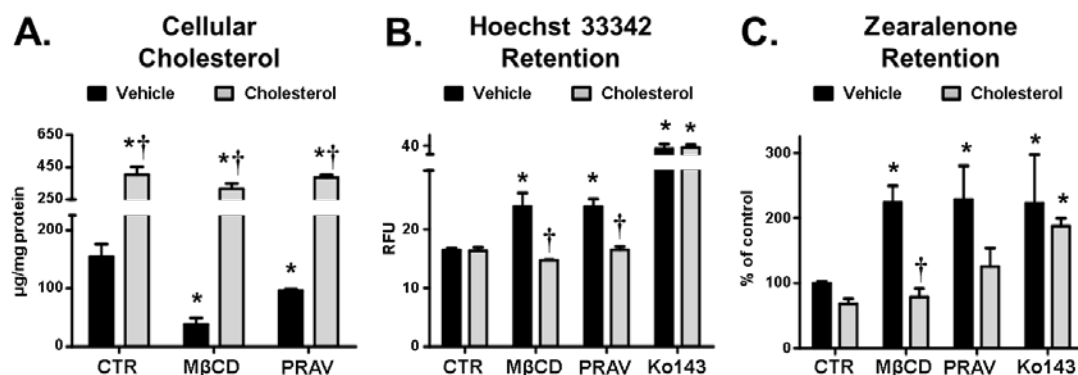 A. Cellular Cholesterol
Vehicle Cholesterol
µg/mg protein
650
450
250
200
100
0
*† *† *†
* *
CTR MβCD PRAV
B. Hoechst 33342 Retention
Vehicle Cholesterol
RFU
40
20
10
0
* * * *
† †
CTR MβCD PRAV Ko143
C. Zearalenone Retention
Vehicle Cholesterol
% of control
300
200
100
0
* * * *
†
CTR MβCD PRAV Ko143